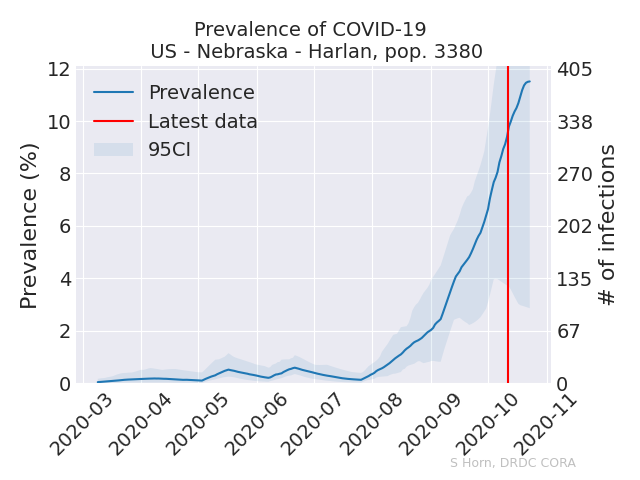 Prevalence of COVID-19
US - Nebraska - Harlan, pop. 3380
Prevalence (%)
12
10
8
6
4
2
0
Prevalence
Latest data
95CI
405
338
270
202
135
67
0
# of infections
2020-03
2020-04
2020-05
2020-06
2020-07
2020-08
2020-09
2020-10
2020-11
S Horn, DRDC CORA